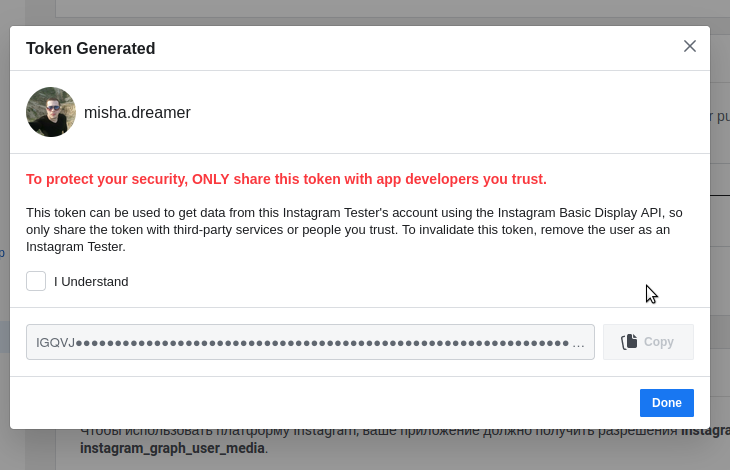 Token Generated
misha.dreamer
r pu
To protect your security, ONLY share this token with app developers you trust.
This token can be used to get data from this Instagram Tester's account using the Instagram Basic Display API, so
only share the token with third-party services or people you trust. To invalidate this token, remove the user as an
Instagram Tester.
I Understand
IGQVJ●●●●●●●●●●●●●●●●●●●●●●●●●●●●●●●●●●●●●●●●●●●●●●●●●●●●●●●●●●●●●●● ...
Copy
Done
Чтобы использовать платформу Instagram, ваше приложение должно получить разрешения instagra
instagram_graph_user_media.